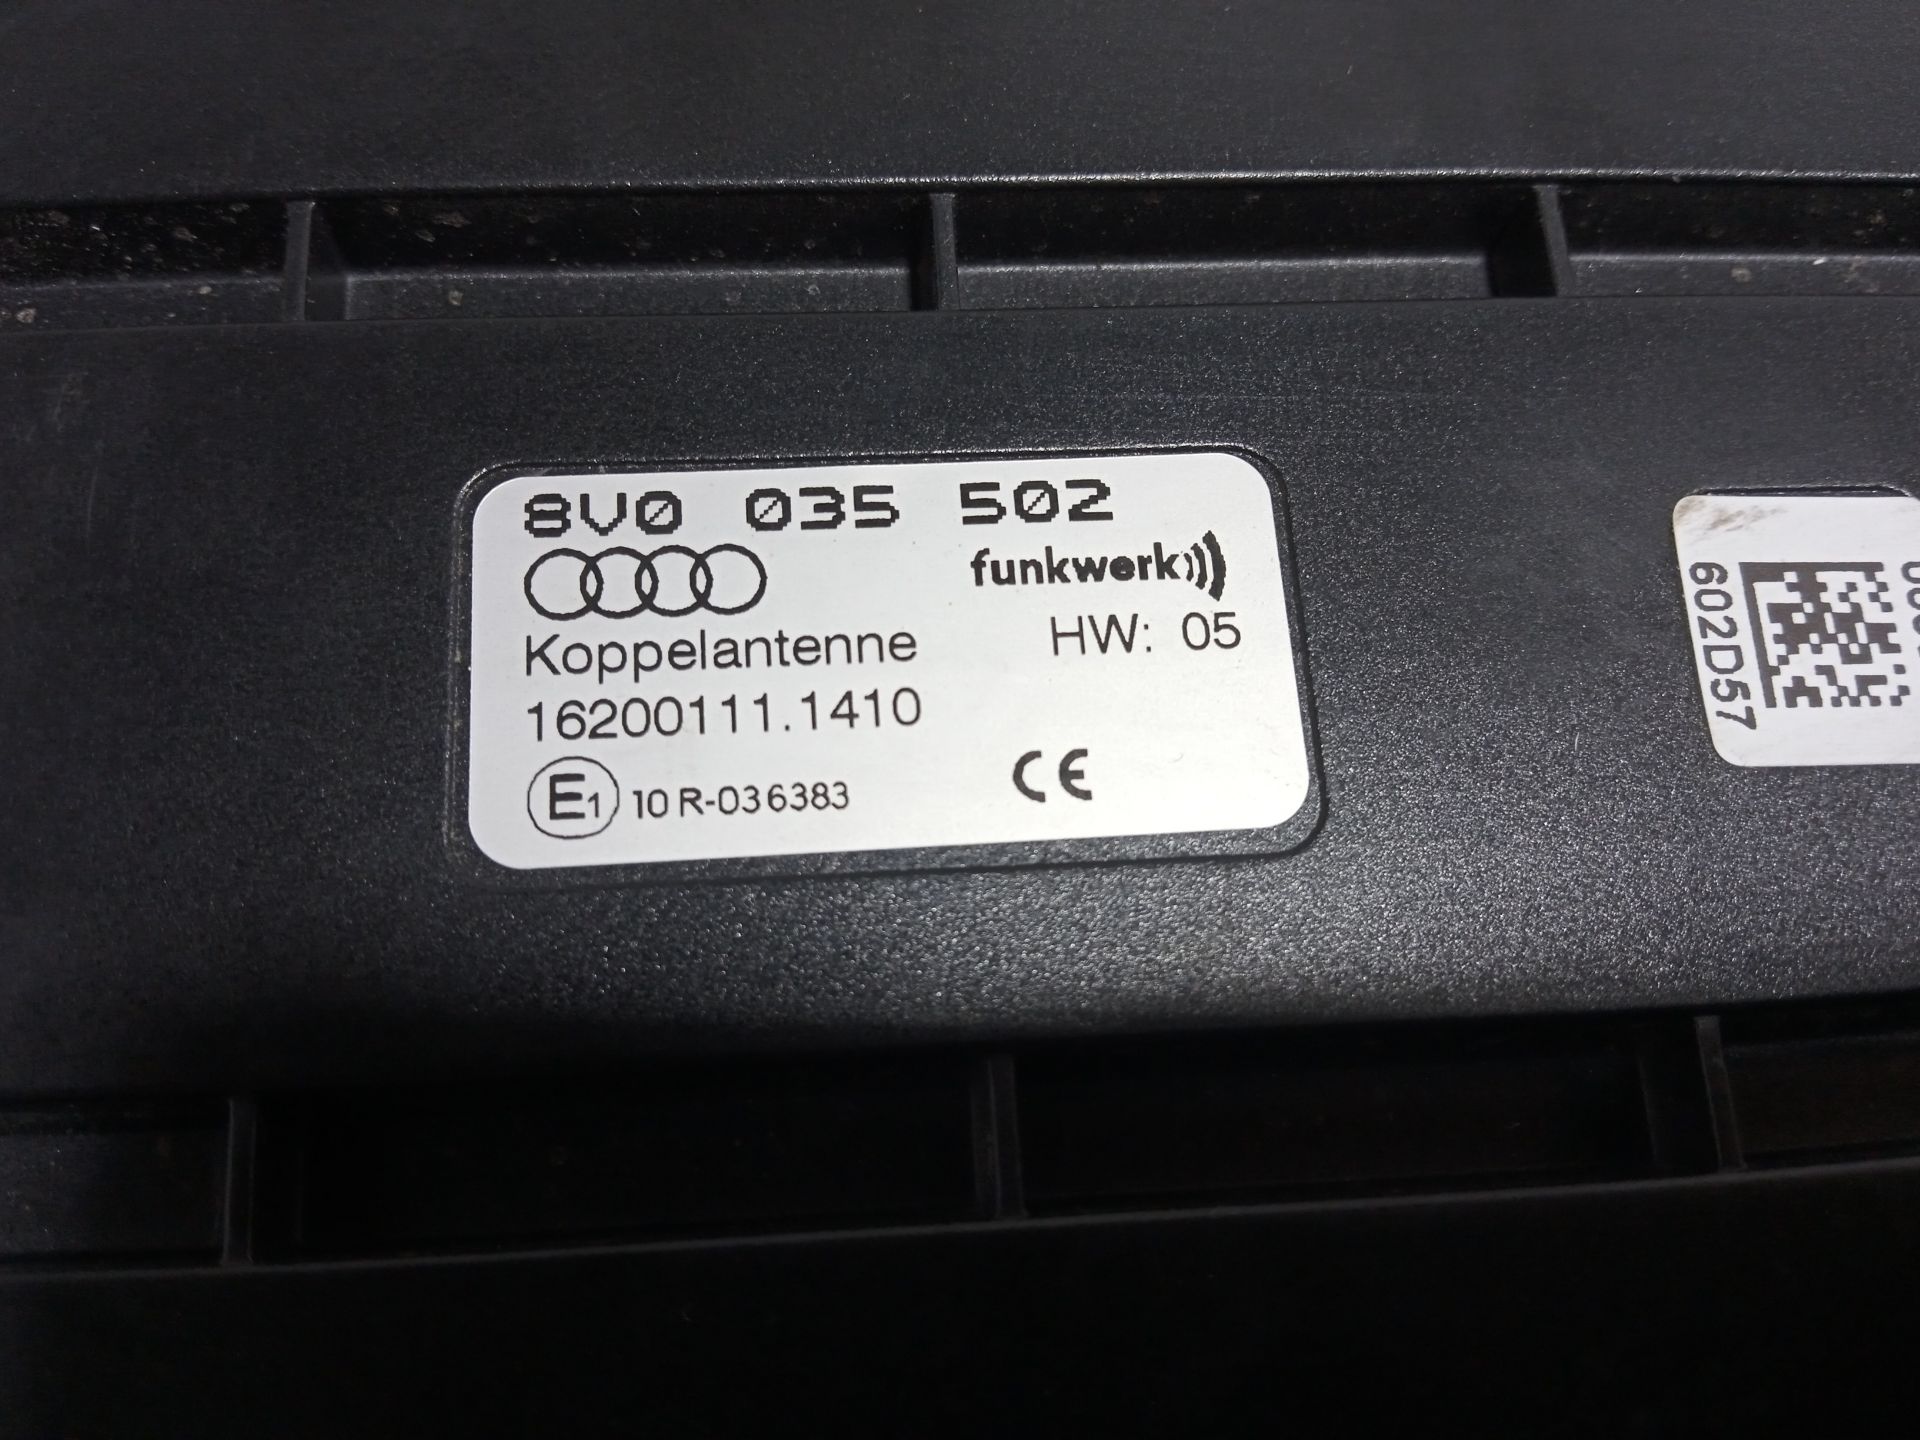 8V0 035 502
funkwerk
Koppelantenne HW: 05
16200111.1410
E1 10 R-036383 CE
602D57